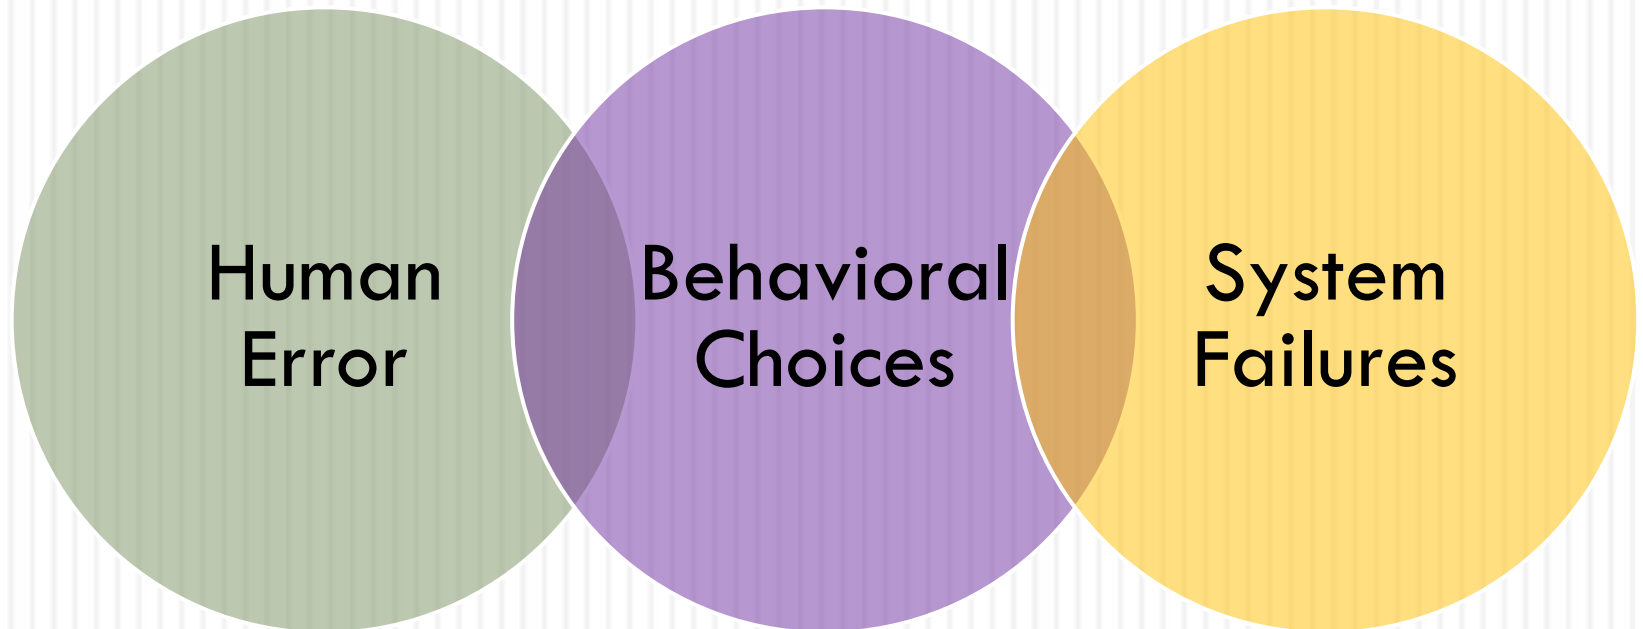 Human
Error
Behavioral
Choices
System
Failures